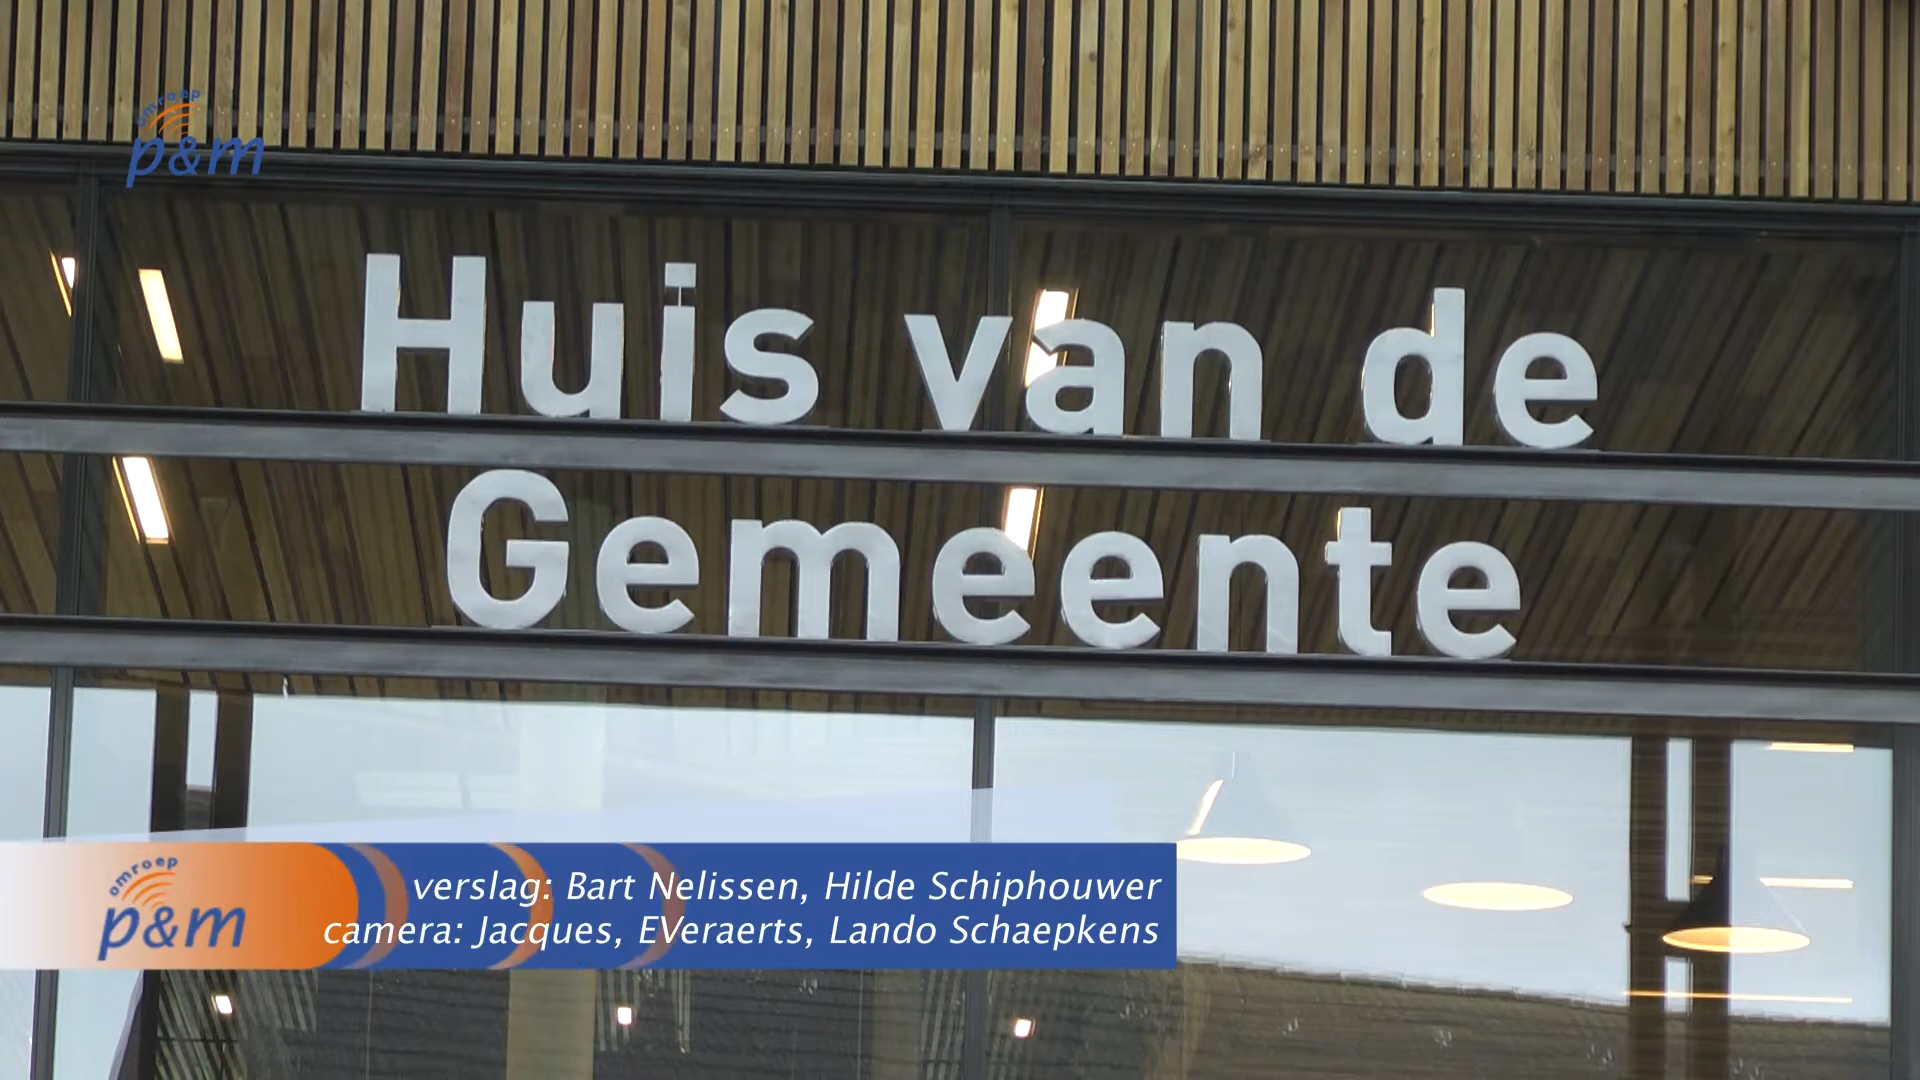 omroep
p&m
Huis van de
Gemeente
omroep
p&m
verslag: Bart Nelissen, Hilde Schiphouwer
camera: Jacques, EVeraerts, Lando Schaepkens